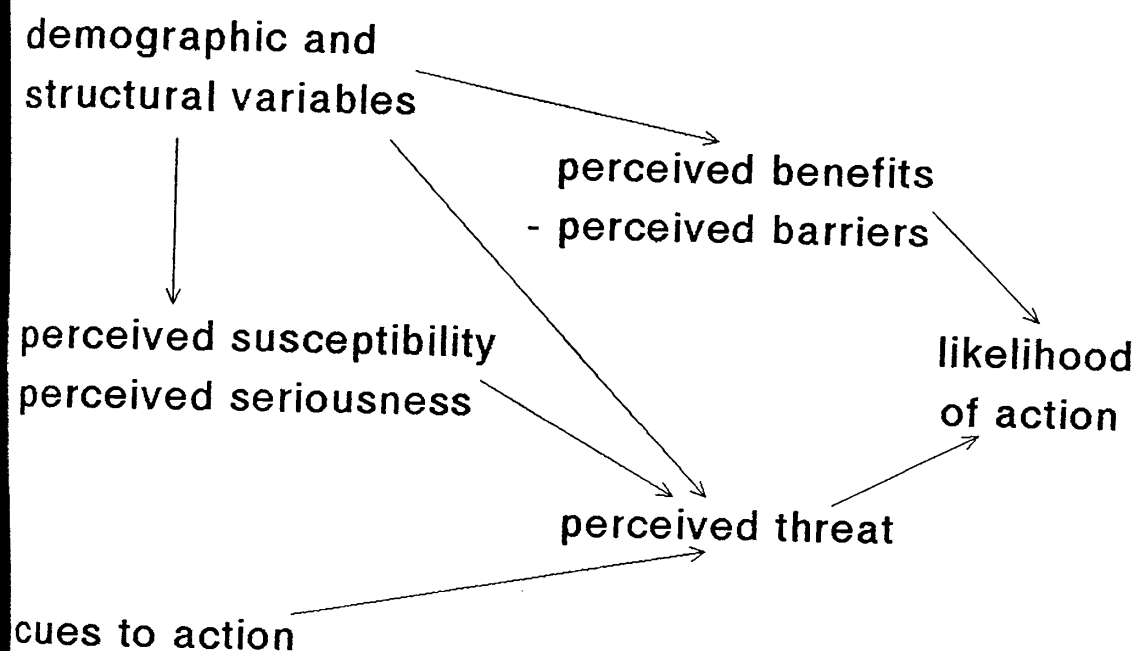 demographic and
structural variables
perceived benefits
- perceived barriers
perceived susceptibility
perceived seriousness
likelihood
of action
perceived threat
cues to action